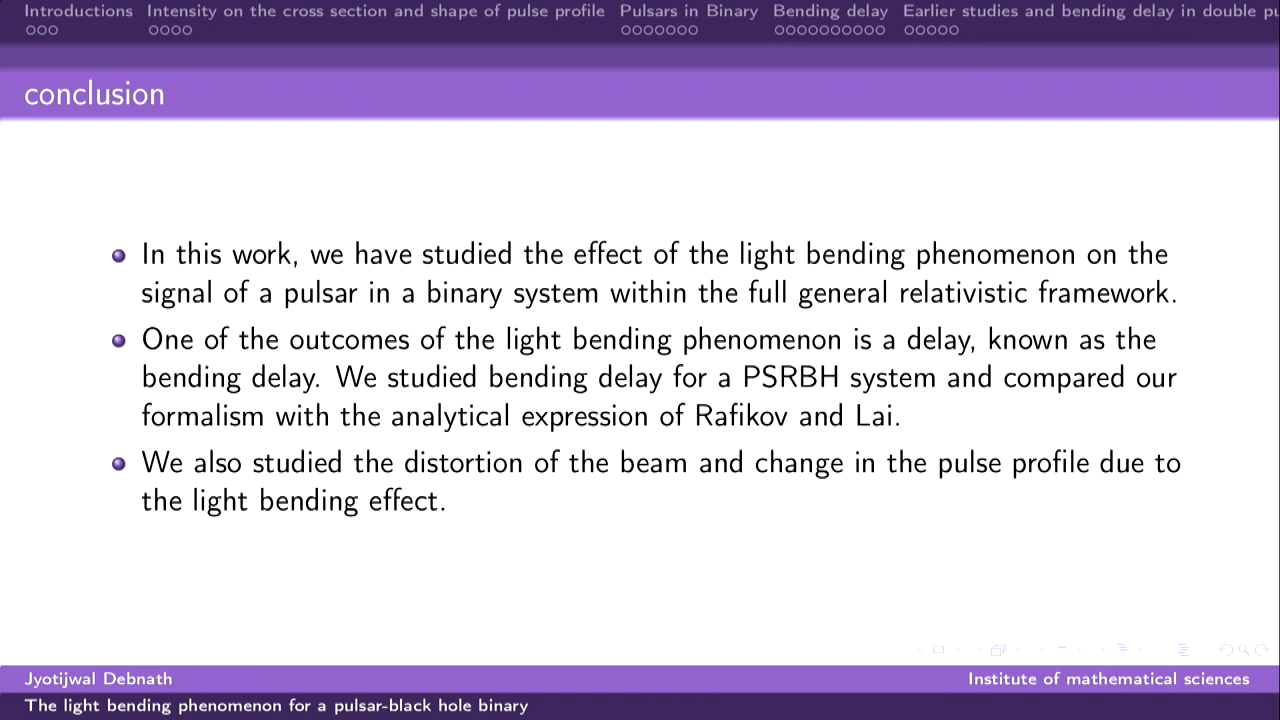 Introductions Intensity on the cross section and shape of pulse profile Pulsars in Binary Bending delay Earlier studies and bending delay in double
conclusion
In this work, we have studied the effect of the light bending phenomenon on the
signal of a pulsar in a binary system within the full general relativistic framework.
One of the outcomes of the light bending phenomenon is a delay, known as the
bending delay. We studied bending delay for a PSRBH system and compared our
formalism with the analytical expression of Rafikov and Lai.
We also studied the distortion of the beam and change in the pulse profile due to
the light bending effect.
Jyotijwal Debnath Institute of mathematical sciences
The light bending phenomenon for a pulsar-black hole binary